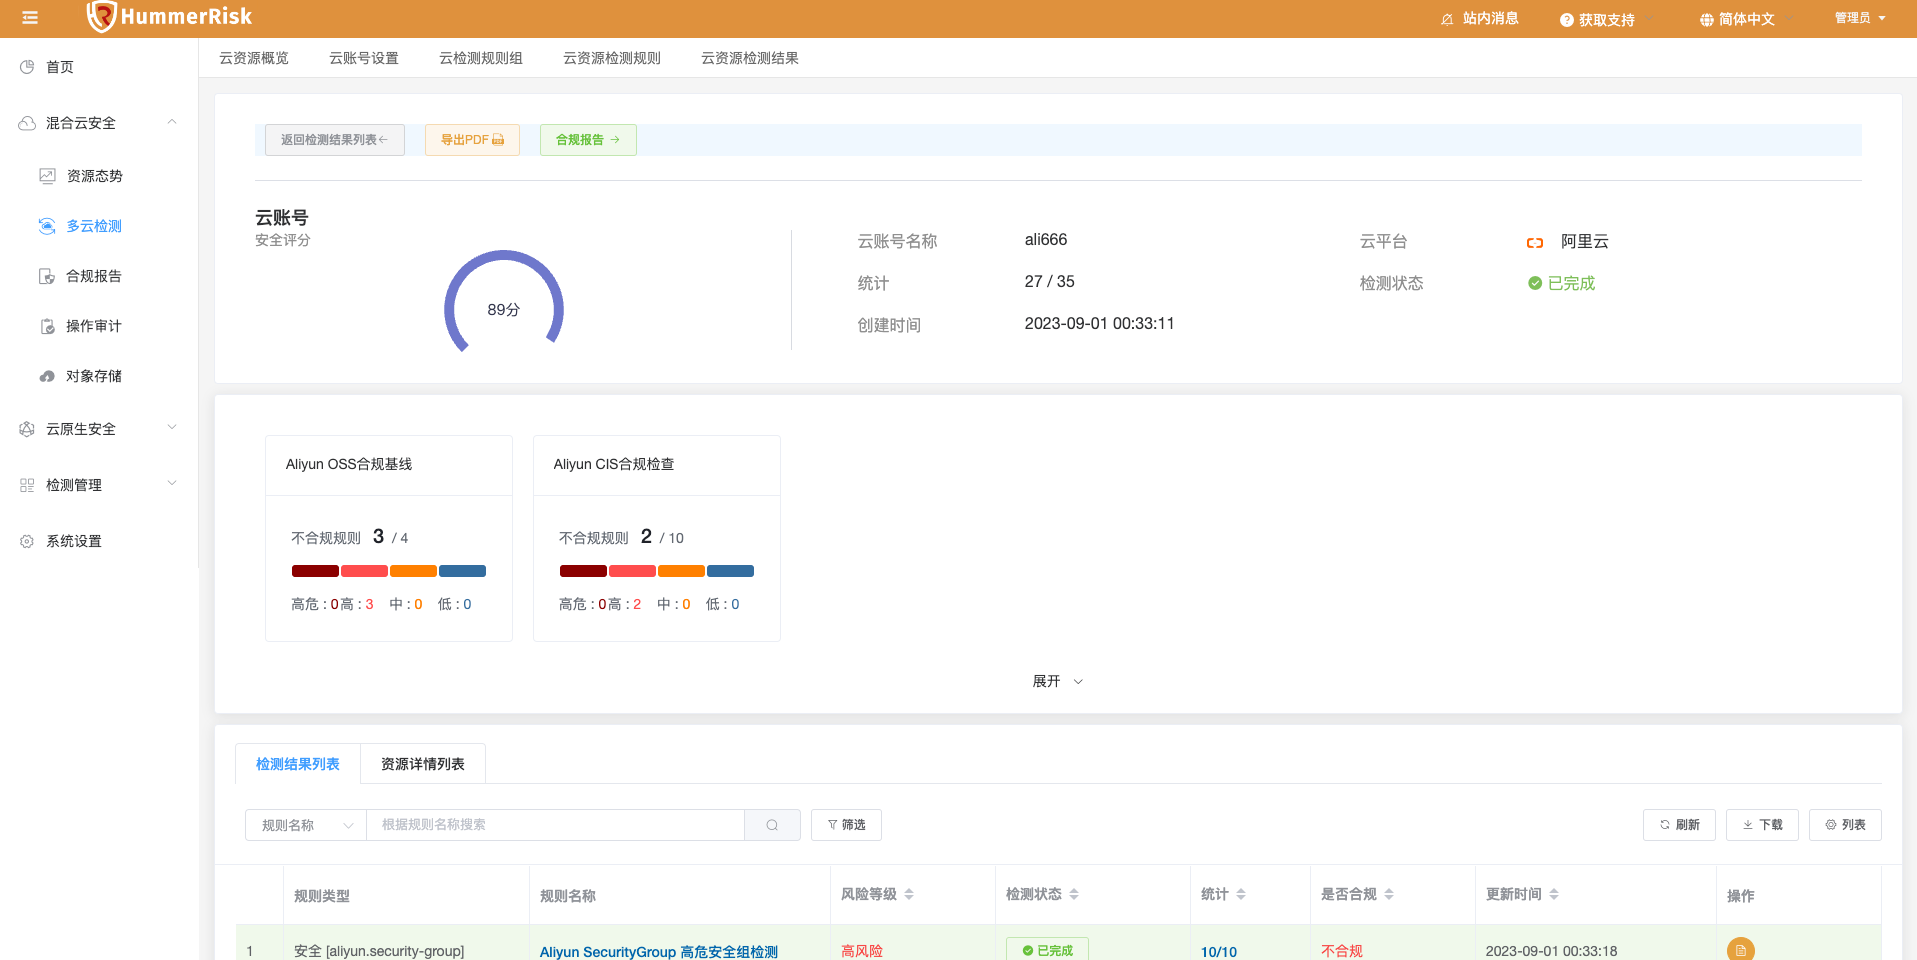 HummerRisk
站内消息
获取支持
简体中文
管理员
首页
混合云安全
资源态势
多云检测
合规报告
操作审计
对象存储
云原生安全
检测管理
系统设置
云资源概览
云账号设置
云检测规则组
云资源检测规则
云资源检测结果
返回检测结果列表
导出PDF
合规报告
云账号
安全评分
89分
云账号名称
ali666
云平台
阿里云
统计
27 / 35
检测状态
已完成
创建时间
2023-09-01 00:33:11
Aliyun OSS合规基线
不合规规则 3 / 4
高危 : 0 高 : 3 中 : 0 低 : 0
Aliyun CIS合规检查
不合规规则 2 / 10
高危 : 0 高 : 2 中 : 0 低 : 0
展开
检测结果列表
资源详情列表
规则名称
根据规则名称搜索
筛选
刷新
下载
列表
规则类型
规则名称
风险等级
检测状态
统计
是否合规
更新时间
操作
1
安全 [aliyun.security-group]
Aliyun SecurityGroup 高危安全组检测
高风险
已完成
10/10
不合规
2023-09-01 00:33:18